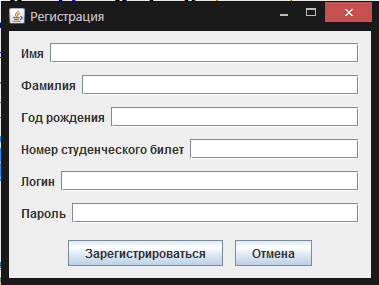 Регистрация
Имя
Фамилия
Год рождения
Номер студенческого билет
Логин
Пароль
Зарегистрироваться Отмена